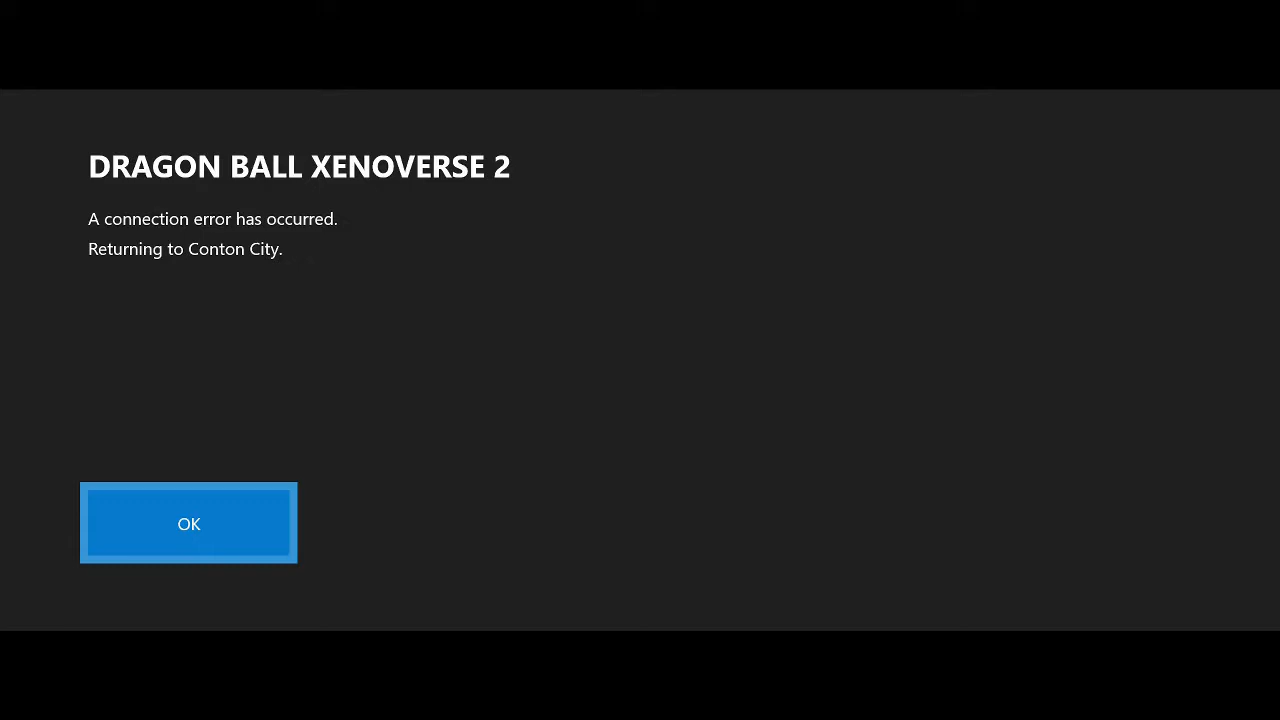 DRAGON BALL XENOVERSE 2
A connection error has occurred.
Returning to Conton City.
OK